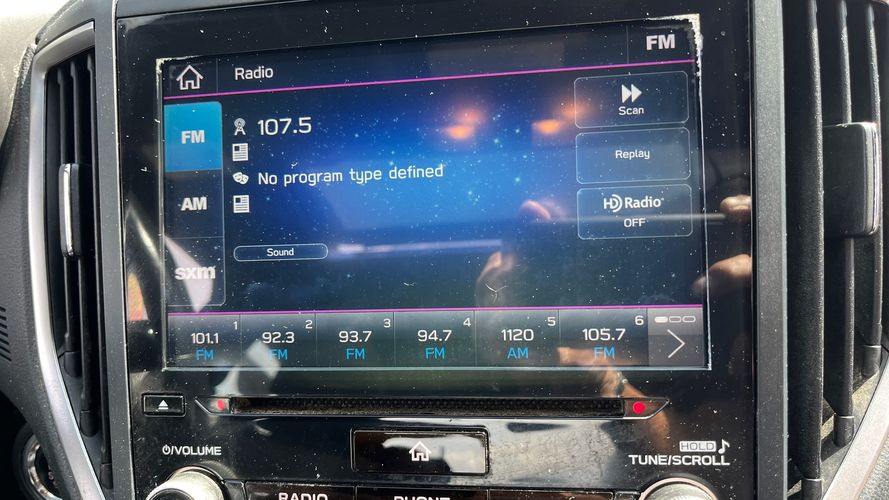 FM
Radio
FM
107.5
Scan
No program type defined
Replay
AM
HD Radio
OFF
sxm
Sound
1 2 3 4 5 6
101.1 92.3 93.7 94.7 1120 105.7
FM FM FM FM AM FM
VOLUME
HOLD
TUNE/SCROLL
RADIO
PHONE